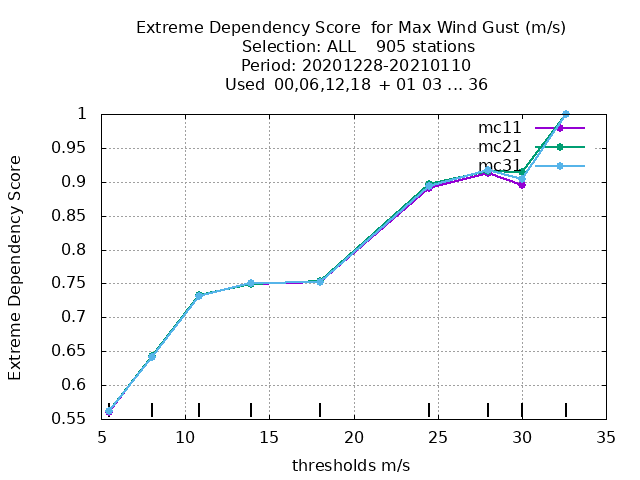 Extreme Dependency Score for Max Wind Gust (m/s)
Selection: ALL 905 stations
Period: 20201228-20210110
Used 00,06,12,18 + 01 03 ... 36
Extreme Dependency Score
1
0.95
0.9
0.85
0.8
0.75
0.7
0.65
0.6
0.55
mc11
mc21
mc31
5 10 15 20 25 30 35
thresholds m/s